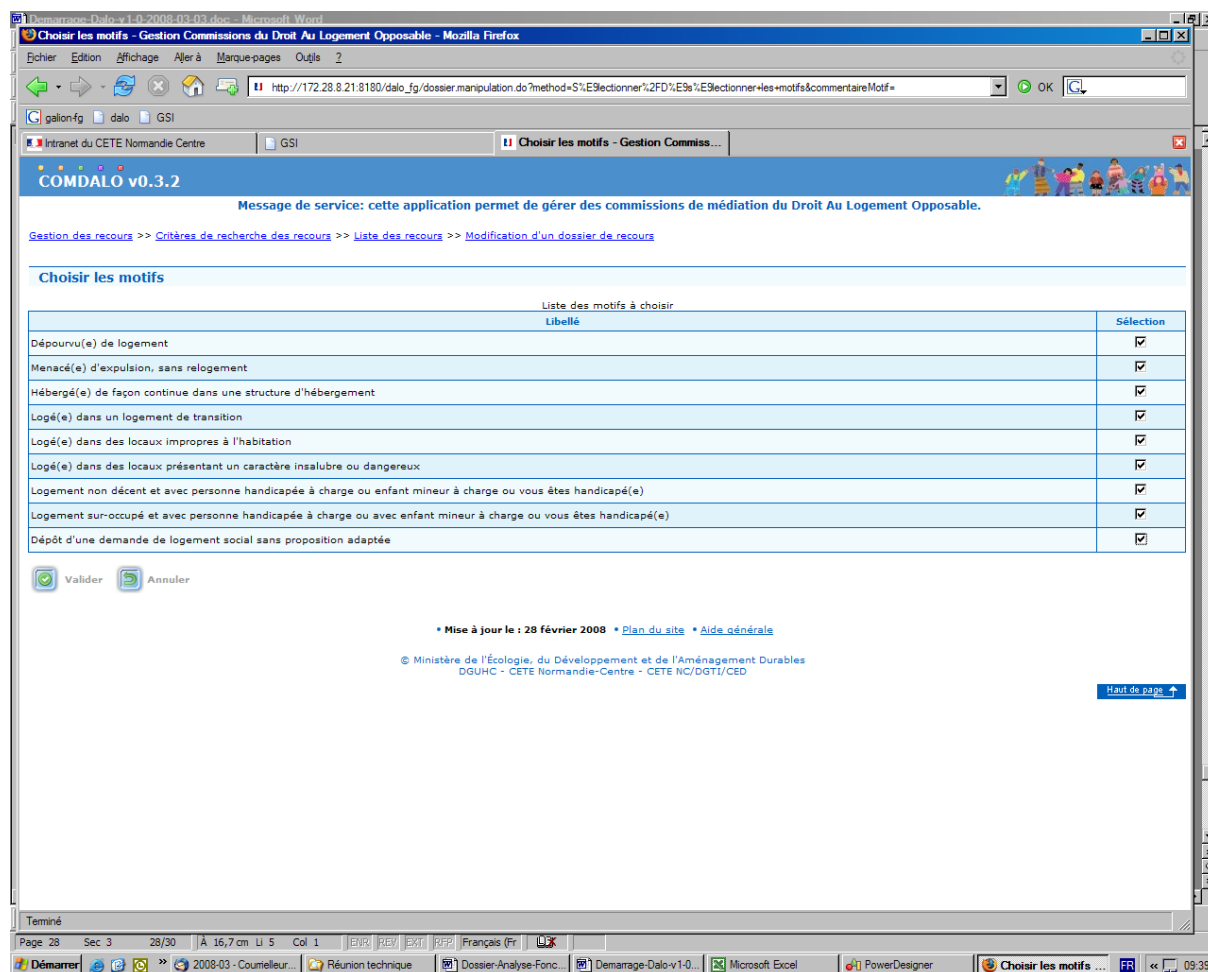 Demarrage-Dalo-v1-0-2008-03-03.doc - Microsoft Word
Choisir les motifs - Gestion Commissions du Droit Au Logement Opposable - Mozilla Firefox
Fichier Edition Affichage Aller à Marque-pages Outils ?
http://172.28.8.21:8180/dalo_fg/dossier.manipulation.do?method=S%E9lectionner%2FD%E9s%E9lectionner+les+motifs&commentaireMotif= OK
galion-fg dalo GSI
Intranet du CETE Normandie Centre GSI Choisir les motifs - Gestion Commiss...
COMDALO v0.3.2
Message de service: cette application permet de gérer des commissions de médiation du Droit Au Logement Opposable.
Gestion des recours >> Critères de recherche des recours >> Liste des recours >> Modification d'un dossier de recours
Choisir les motifs
Liste des motifs à choisir
Libellé Sélection
Dépourvu(e) de logement
Menacé(e) d'expulsion, sans relogement
Hébergé(e) de façon continue dans une structure d'hébergement
Logé(e) dans un logement de transition
Logé(e) dans des locaux impropres à l'habitation
Logé(e) dans des locaux présentant un caractère insalubre ou dangereux
Logement non décent et avec personne handicapée à charge ou enfant mineur à charge ou vous êtes handicapé(e)
Logement sur-occupé et avec personne handicapée à charge ou avec enfant mineur à charge ou vous êtes handicapé(e)
Dépôt d'une demande de logement social sans proposition adaptée
Valider Annuler
• Mise à jour le : 28 février 2008 • Plan du site • Aide générale
© Ministère de l'Écologie, du Développement et de l'Aménagement Durables
DGUHC - CETE Normandie-Centre - CETE NC/DGTI/CED
Haut de page
Terminé
Page 28 Sec 3 28/30 À 16,7 cm Li 5 Col 1 ENR REV EXT RFP Français (Fr
Démarrer » 2008-03 - Courrielleur... Réunion technique Dossier-Analyse-Fonc... Demarrage-Dalo-v1-0... Microsoft Excel PowerDesigner Choisir les motifs ... FR « 09:39